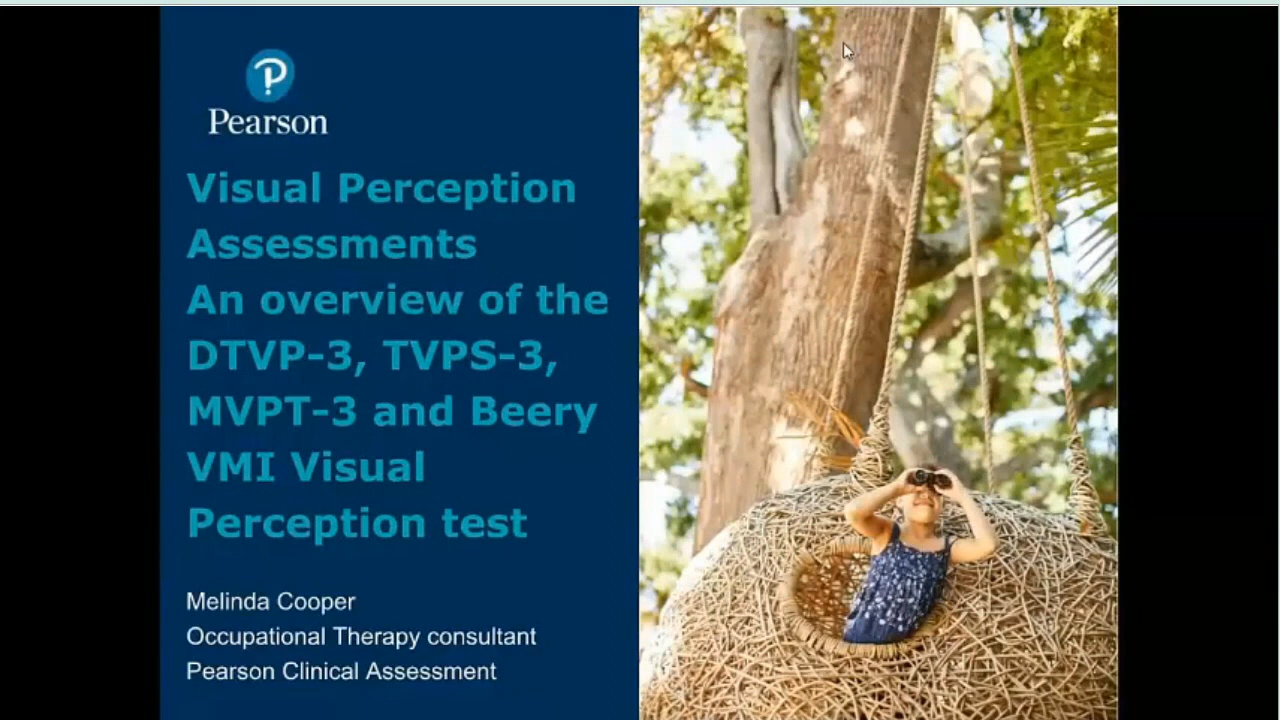 Pearson
Visual Perception
Assessments
An overview of the
DTVP-3, TVPS-3,
MVPT-3 and Beery
VMI Visual
Perception test
Melinda Cooper
Occupational Therapy consultant
Pearson Clinical Assessment